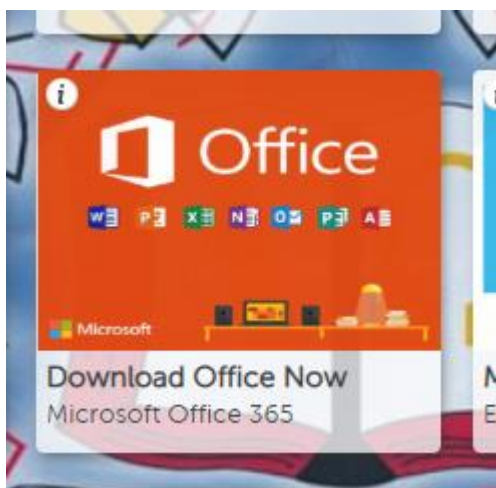 i
Office
W P X N O P A
Microsoft
Download Office Now
Microsoft Office 365
M
E